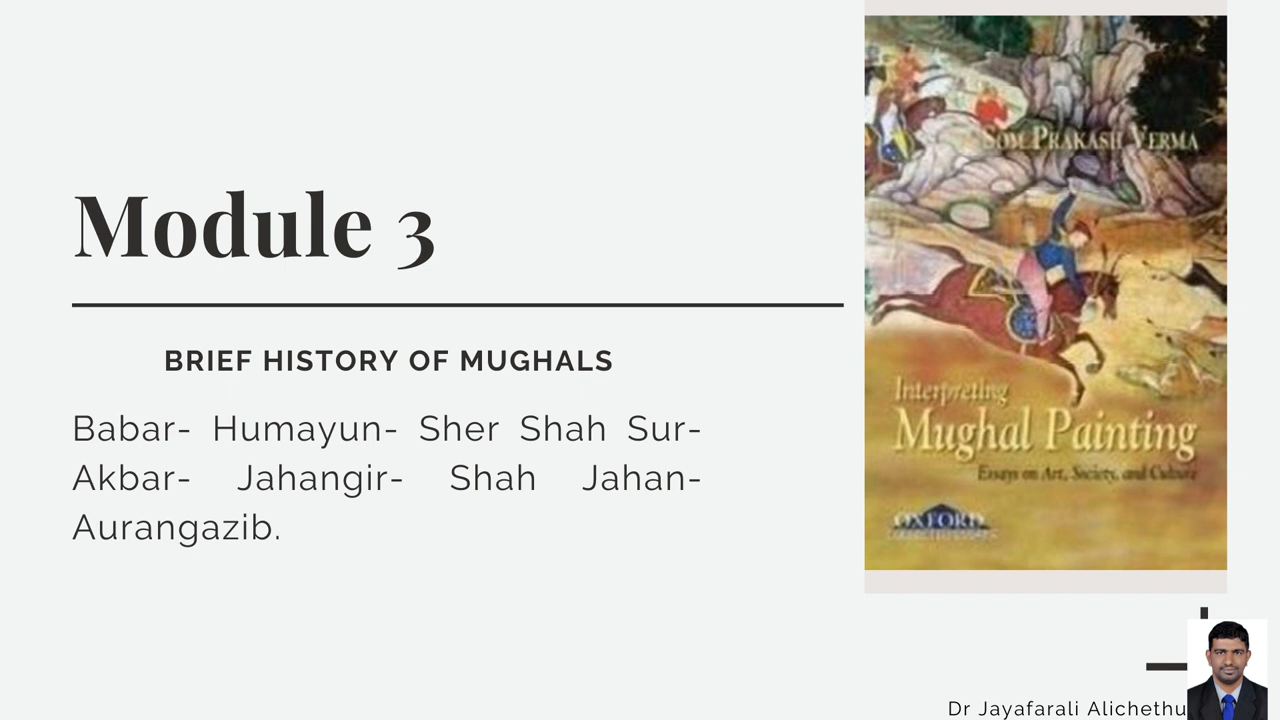 Module 3
BRIEF HISTORY OF MUGHALS
Babar- Humayun- Sher Shah Sur-
Akbar- Jahangir- Shah Jahan-
Aurangazib.
SOM PRAKASH VERMA
Interpreting
Mughal Painting
Essays on Art, Society, and Culture
OXFORD
Dr Jayafarali Alichethu